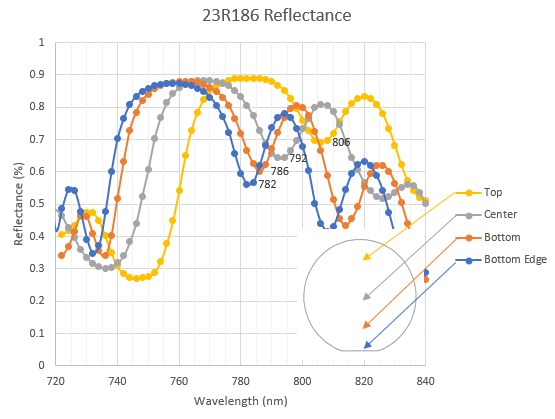 23R186 Reflectance
1
0.9
0.8
0.7
0.6
0.5
0.4
0.3
0.2
0.1
0
Reflectance (%)
806
792
786
782
Top
Center
Bottom
Bottom Edge
720 740 760 780 800 820 840
Wavelength (nm)